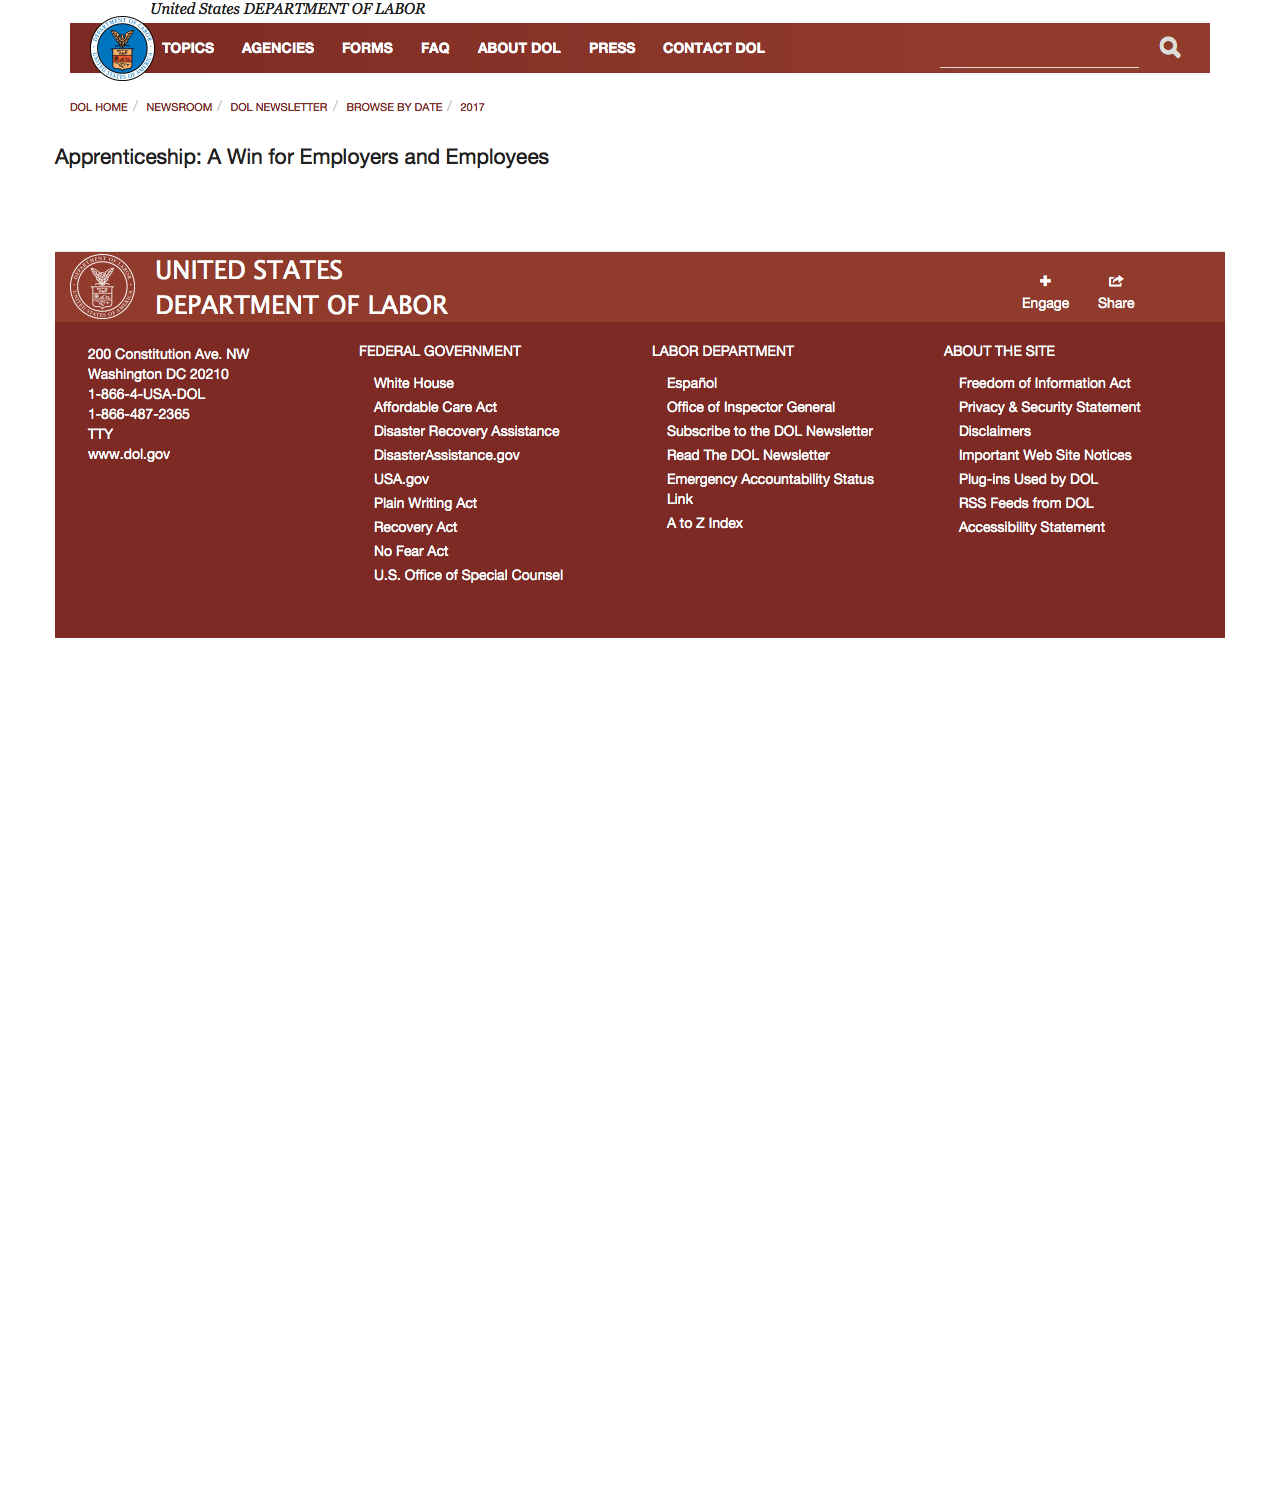 United States DEPARTMENT OF LABOR
TOPICS AGENCIES FORMS FAQ ABOUT DOL PRESS CONTACT DOL
DOL HOME / NEWSROOM / DOL NEWSLETTER / BROWSE BY DATE / 2017
Apprenticeship: A Win for Employers and Employees
UNITED STATES
DEPARTMENT OF LABOR
Engage Share
200 Constitution Ave. NW
Washington DC 20210
1-866-4-USA-DOL
1-866-487-2365
TTY
www.dol.gov
FEDERAL GOVERNMENT
White House
Affordable Care Act
Disaster Recovery Assistance
DisasterAssistance.gov
USA.gov
Plain Writing Act
Recovery Act
No Fear Act
U.S. Office of Special Counsel
LABOR DEPARTMENT
Español
Office of Inspector General
Subscribe to the DOL Newsletter
Read The DOL Newsletter
Emergency Accountability Status
Link
A to Z Index
ABOUT THE SITE
Freedom of Information Act
Privacy & Security Statement
Disclaimers
Important Web Site Notices
Plug-ins Used by DOL
RSS Feeds from DOL
Accessibility Statement